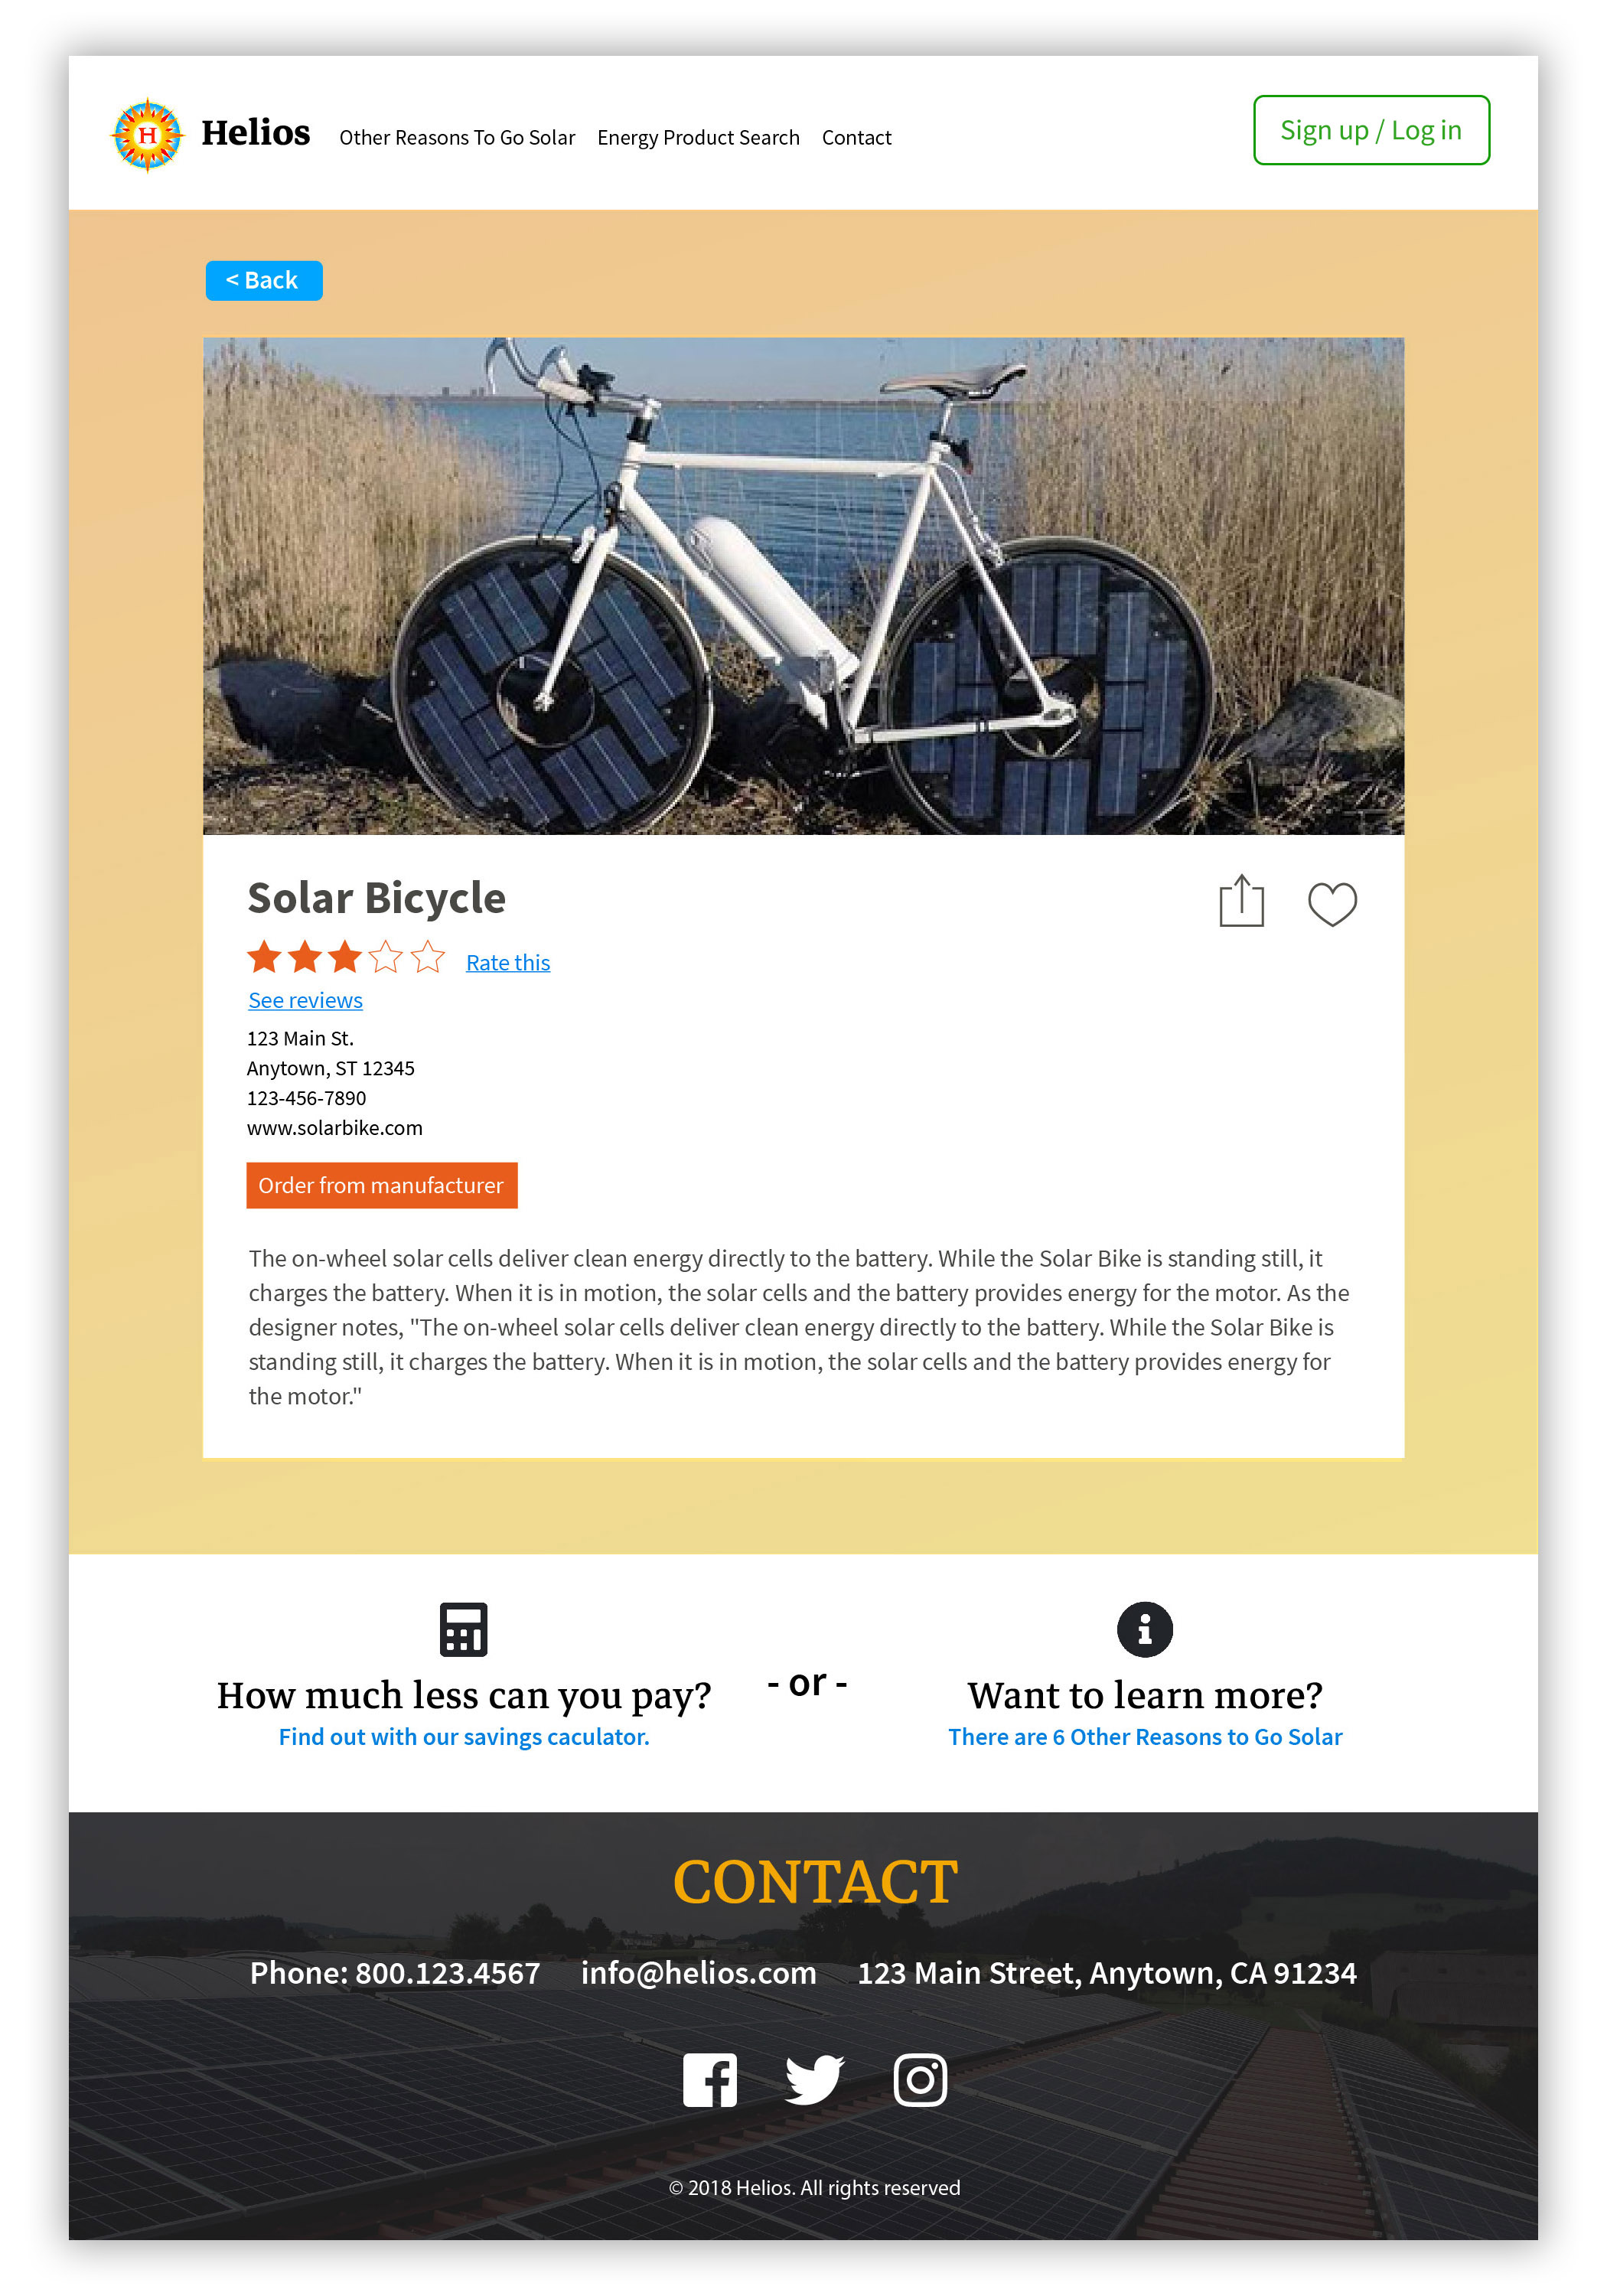 H
Helios
Other Reasons To Go Solar
Energy Product Search
Contact
Sign up / Log in
< Back
Solar Bicycle
Rate this
See reviews
123 Main St.
Anytown, ST 12345
123-456-7890
www.solarbike.com
Order from manufacturer
The on-wheel solar cells deliver clean energy directly to the battery. While the Solar Bike is standing still, it
charges the battery. When it is in motion, the solar cells and the battery provides energy for the motor. As the
designer notes, "The on-wheel solar cells deliver clean energy directly to the battery. While the Solar Bike is
standing still, it charges the battery. When it is in motion, the solar cells and the battery provides energy for
the motor."
How much less can you pay?
Find out with our savings caculator.
- or -
Want to learn more?
There are 6 Other Reasons to Go Solar
CONTACT
Phone: 800.123.4567
info@helios.com
123 Main Street, Anytown, CA 91234
© 2018 Helios. All rights reserved